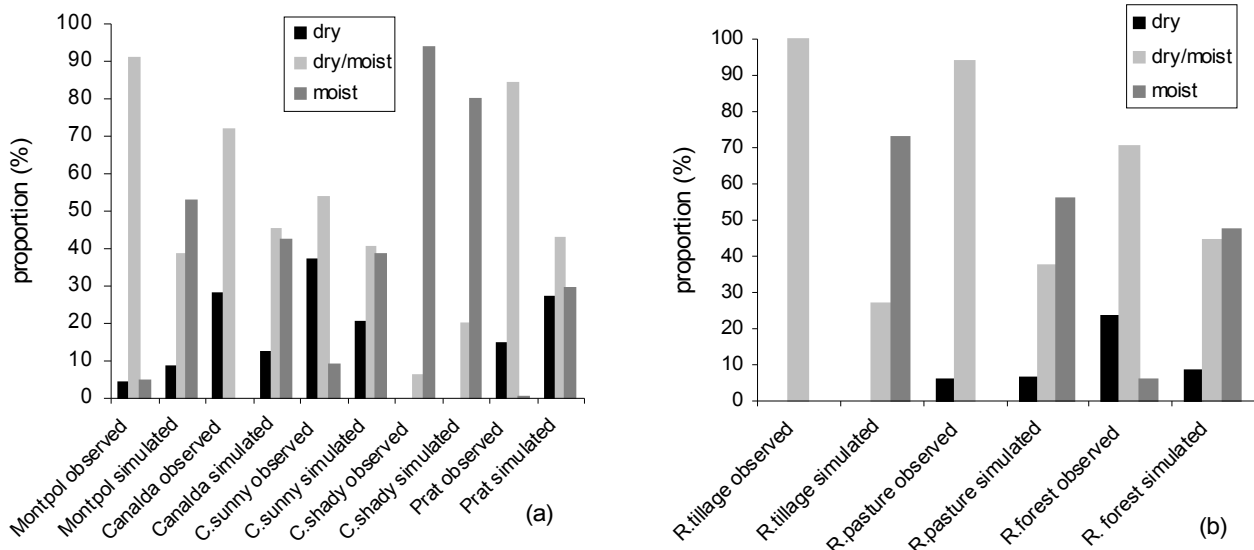 proportion (%)
100
90
80
70
60
50
40
30
20
10
0
dry
dry/moist
moist
Montpol observed
Montpol simulated
Canalda observed
Canalda simulated
C.sunny observed
C.sunny simulated
C.shady observed
C.shady simulated
Prat observed
Prat simulated
(a)
proportion (%)
100
90
80
70
60
50
40
30
20
10
0
dry
dry/moist
moist
R.tillage observed
R.tillage simulated
R.pasture observed
R.pasture simulated
R.forest observed
R. forest simulated
(b)